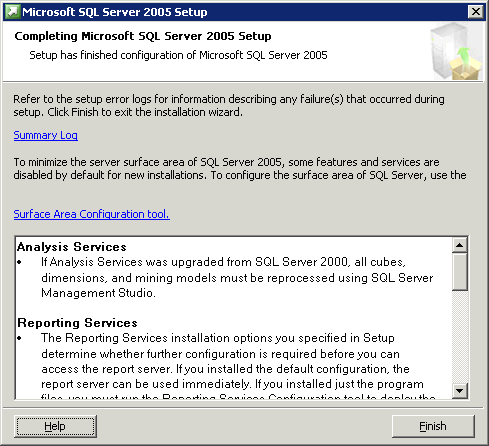 Microsoft SQL Server 2005 Setup
Completing Microsoft SQL Server 2005 Setup
Setup has finished configuration of Microsoft SQL Server 2005
Refer to the setup error logs for information describing any failure(s) that occurred during
setup. Click Finish to exit the installation wizard.
Summary Log
To minimize the server surface area of SQL Server 2005, some features and services are
disabled by default for new installations. To configure the surface area of SQL Server, use the
Surface Area Configuration tool.
Analysis Services
• If Analysis Services was upgraded from SQL Server 2000, all cubes,
dimensions, and mining models must be reprocessed using SQL Server
Management Studio.
Reporting Services
• The Reporting Services installation options you specified in Setup
determine whether further configuration is required before you can
access the report server. If you installed the default configuration, the
report server can be used immediately. If you installed just the program
files, you must run the Reporting Services Configuration tool to deploy the
Help
Finish